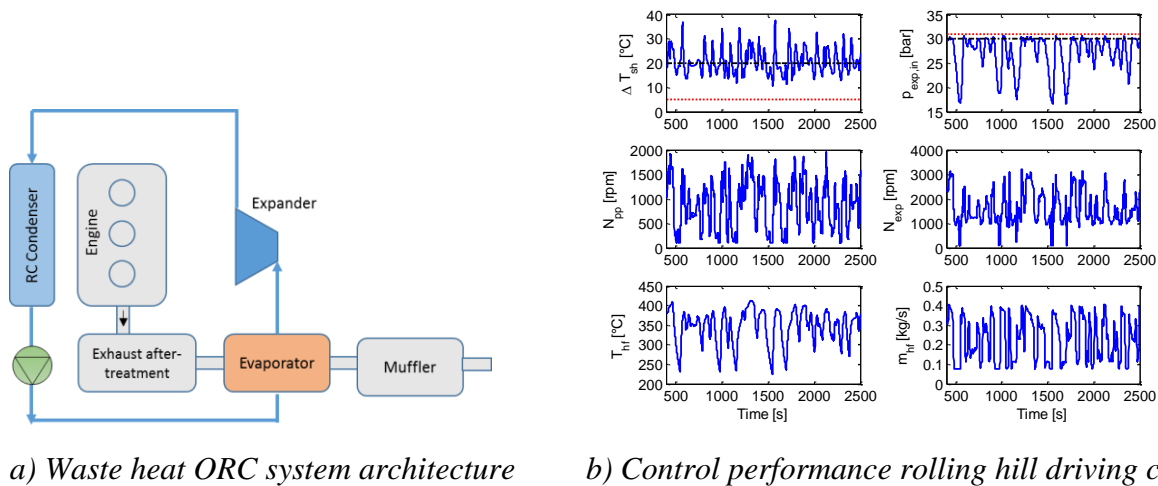 RC Condenser
Engine
Expander
Exhaust after-
treatment
Evaporator
Muffler
a) Waste heat ORC system architecture
b)
Δ T_sh [°C]
40
30
20
10
0
500 1000 1500 2000 2500
p_exp,in [bar]
35
30
25
20
15
500 1000 1500 2000 2500
N_pp [rpm]
2000
1500
1000
500
0
500 1000 1500 2000 2500
N_exp [rpm]
4000
3000
2000
1000
0
500 1000 1500 2000 2500
T_hf [°C]
450
400
350
300
250
200
500 1000 1500 2000 2500
Time [s]
m_hf [kg/s]
0.5
0.4
0.3
0.2
0.1
0
500 1000 1500 2000 2500
Time [s]
b) Control performance rolling hill driving c